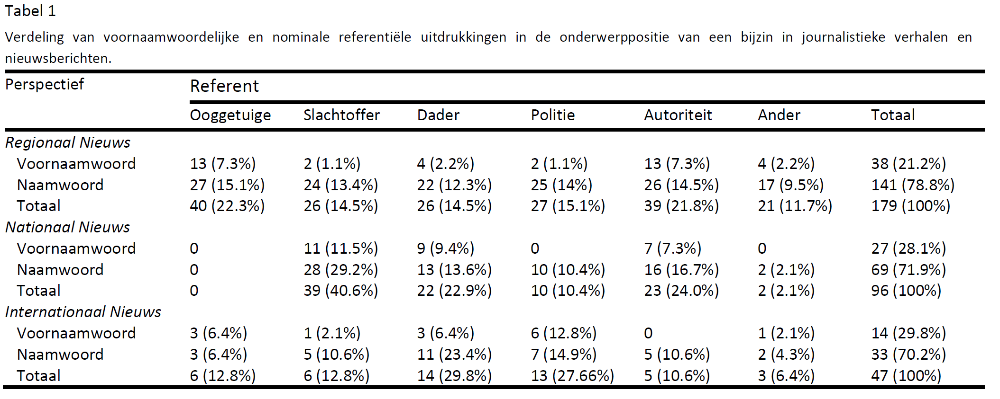 Tabel 1
Verdeling van voornaamwoordelijke en nominale referentiële uitdrukkingen in de onderwerppositie van een bijzin in journalistieke verhalen en
nieuwsberichten.
Perspectief Referent
Ooggetuige Slachtoffer Dader Politie Autoriteit Ander Totaal
Regionaal Nieuws
Voornaamwoord 13 (7.3%) 2 (1.1%) 4 (2.2%) 2 (1.1%) 13 (7.3%) 4 (2.2%) 38 (21.2%)
Naamwoord 27 (15.1%) 24 (13.4%) 22 (12.3%) 25 (14%) 26 (14.5%) 17 (9.5%) 141 (78.8%)
Totaal 40 (22.3%) 26 (14.5%) 26 (14.5%) 27 (15.1%) 39 (21.8%) 21 (11.7%) 179 (100%)
Nationaal Nieuws
Voornaamwoord 0 11 (11.5%) 9 (9.4%) 0 7 (7.3%) 0 27 (28.1%)
Naamwoord 0 28 (29.2%) 13 (13.6%) 10 (10.4%) 16 (16.7%) 2 (2.1%) 69 (71.9%)
Totaal 0 39 (40.6%) 22 (22.9%) 10 (10.4%) 23 (24.0%) 2 (2.1%) 96 (100%)
Internationaal Nieuws
Voornaamwoord 3 (6.4%) 1 (2.1%) 3 (6.4%) 6 (12.8%) 0 1 (2.1%) 14 (29.8%)
Naamwoord 3 (6.4%) 5 (10.6%) 11 (23.4%) 7 (14.9%) 5 (10.6%) 2 (4.3%) 33 (70.2%)
Totaal 6 (12.8%) 6 (12.8%) 14 (29.8%) 13 (27.66%) 5 (10.6%) 3 (6.4%) 47 (100%)